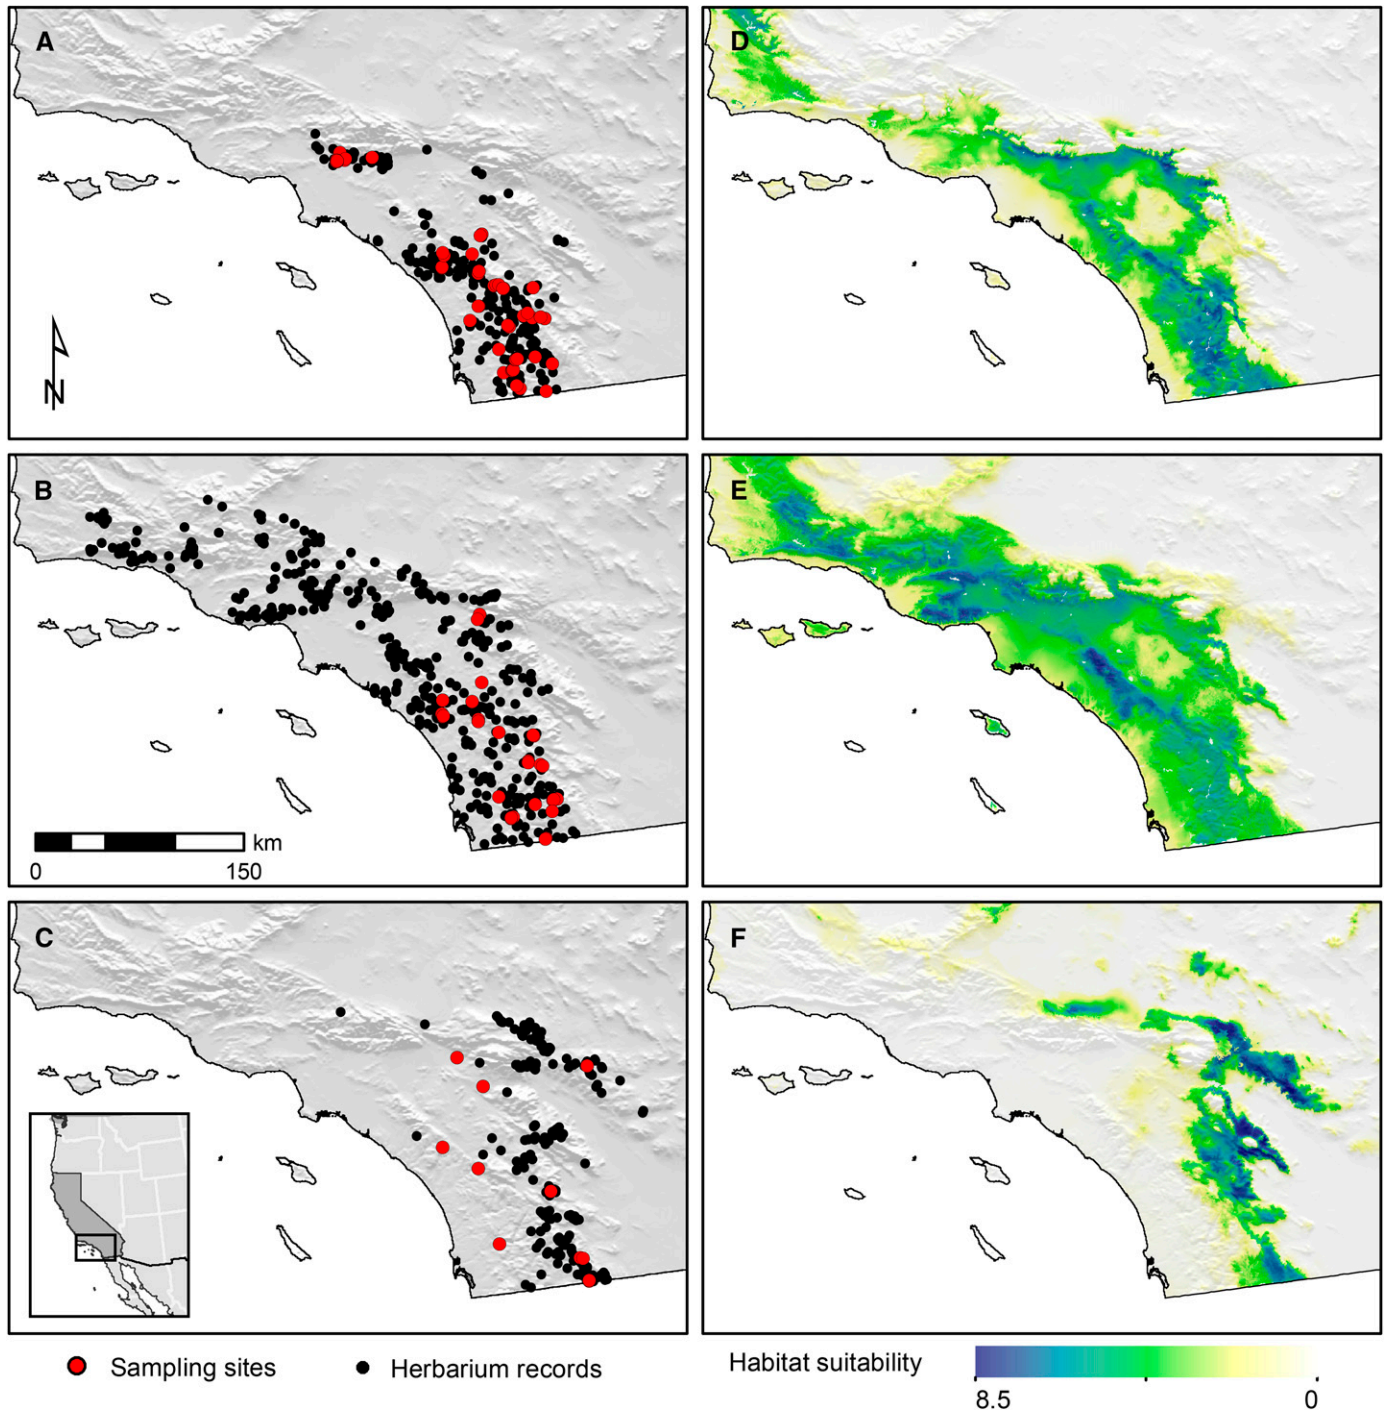 A
D
N
B
E
km
0
150
C
F
Sampling sites
Herbarium records
Habitat suitability
8.5
0